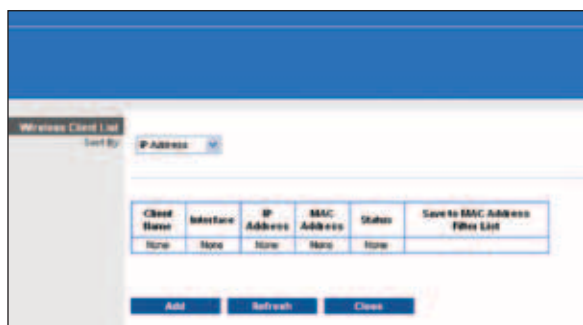 Wireless Client List
Sort By
IP Address
Client Name
Interface
IP Address
MAC Address
Status
Save to MAC Address Filter List
None
None
None
None
None
Add
Refresh
Close